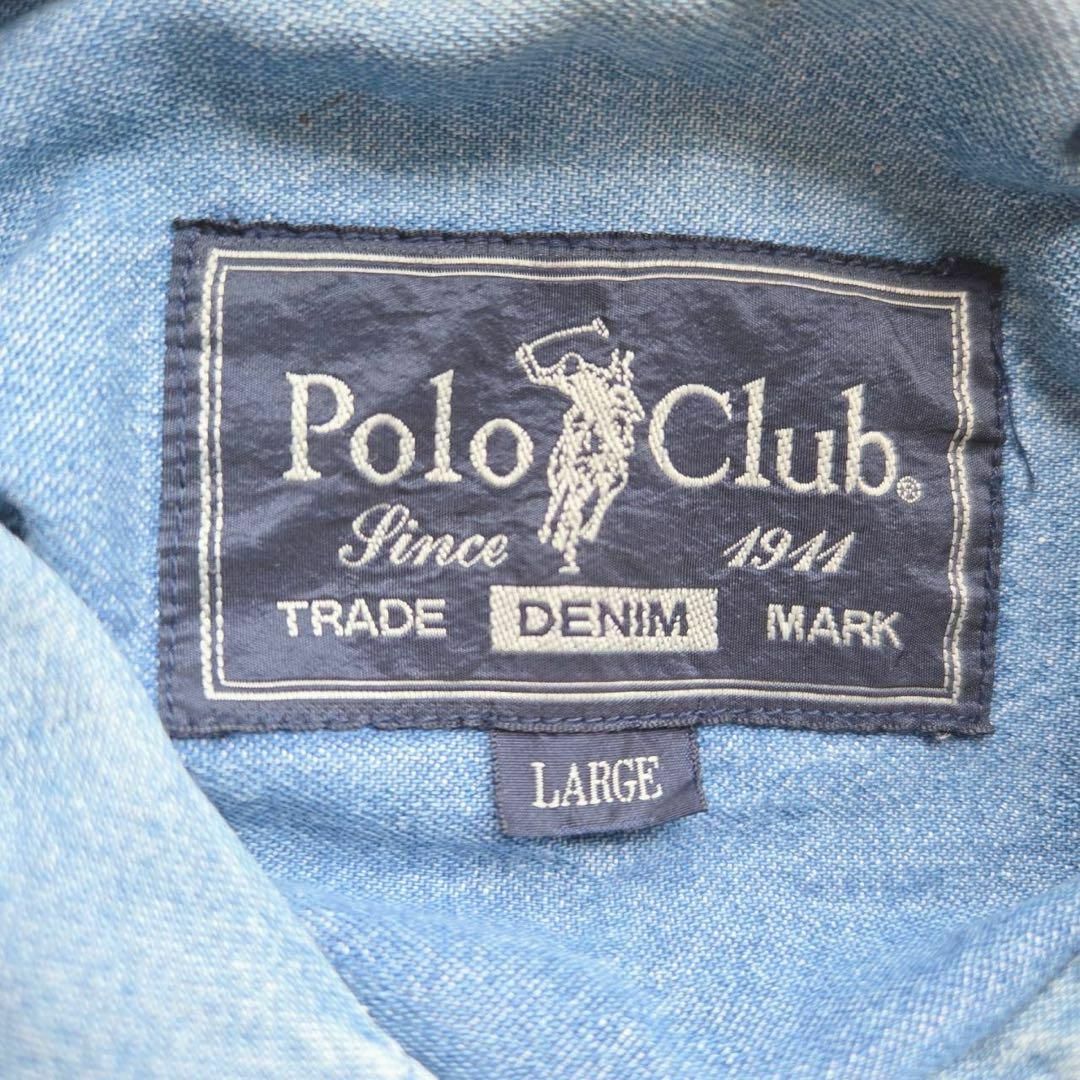 Polo Club®
Since 1911
TRADE DENIM MARK
LARGE